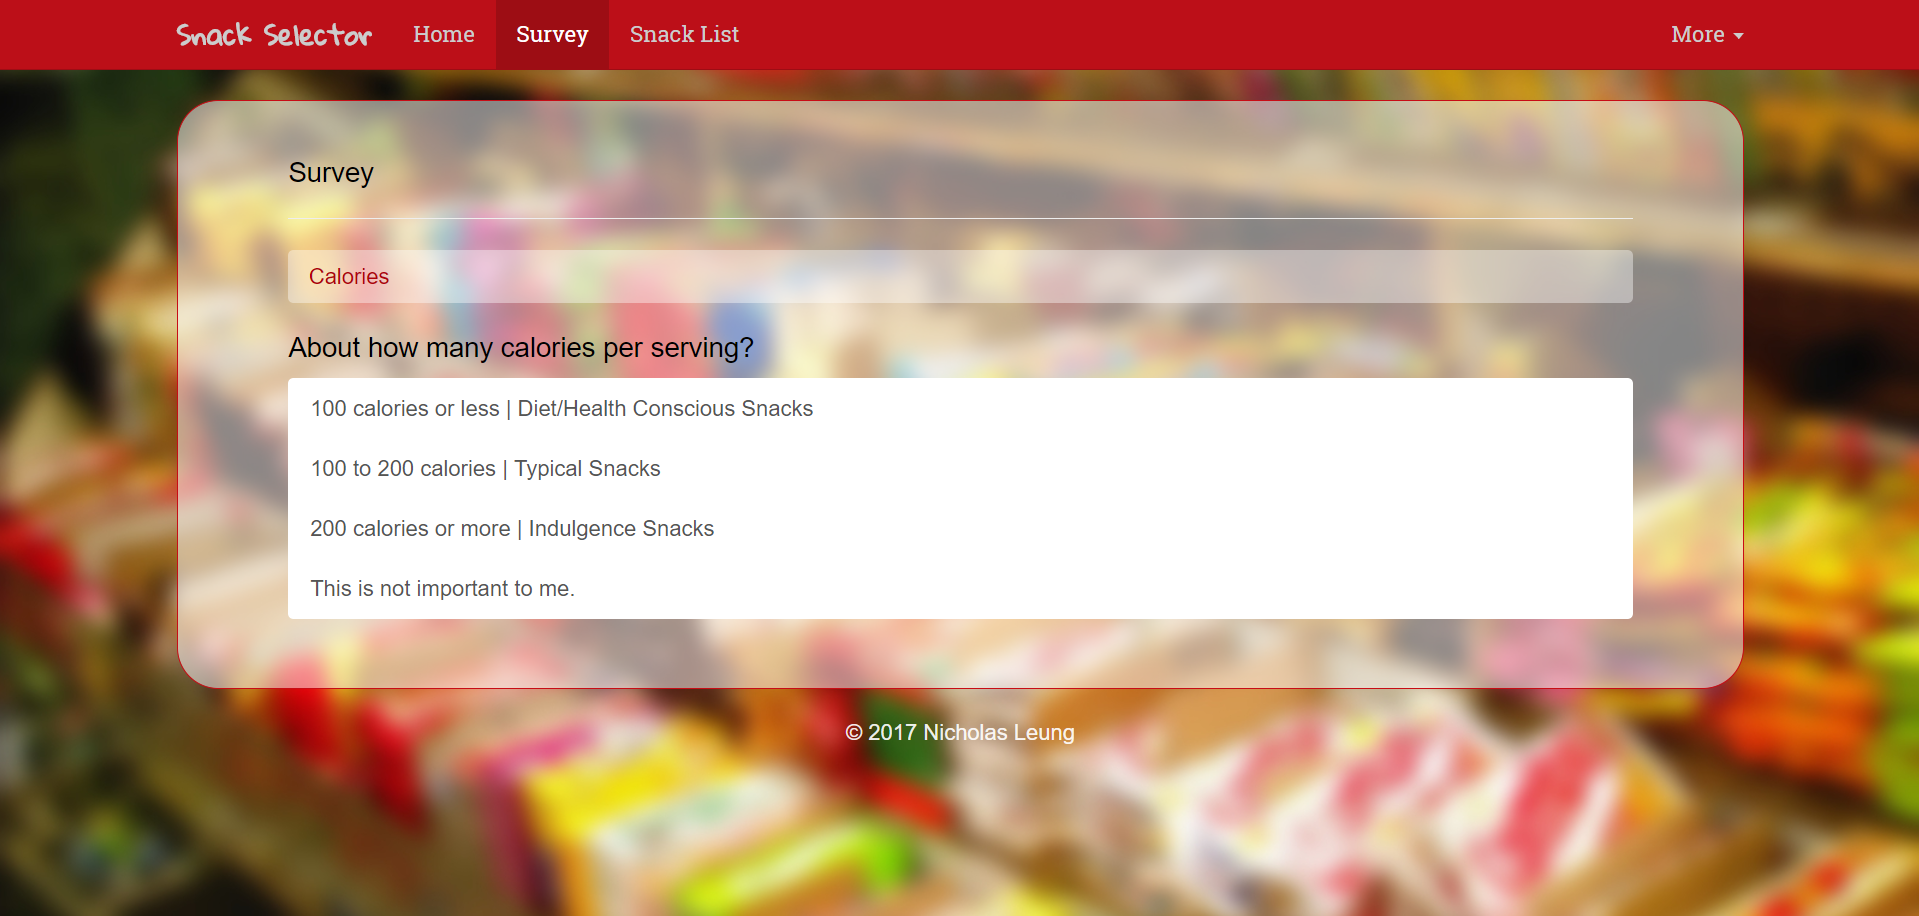 Snack Selector Home Survey Snack List More
Survey
Calories
About how many calories per serving?
100 calories or less | Diet/Health Conscious Snacks
100 to 200 calories | Typical Snacks
200 calories or more | Indulgence Snacks
This is not important to me.
© 2017 Nicholas Leung